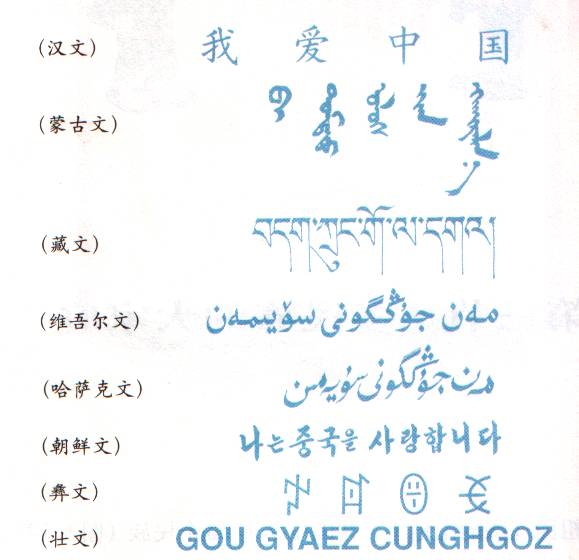 (汉文) 我爱中国
(蒙古文)
(藏文) བདག་ཀྲུང་གོ་ལ་དགའ།
(维吾尔文) مەن جۇڭگونى سۆيىمەن
(哈萨克文) مەن جۇڭگونى سۇيەمىن
(朝鲜文) 나는 중국을 사랑합니다
(彝文)
(壮文) GOU GYAEZ CUNGHGOZ